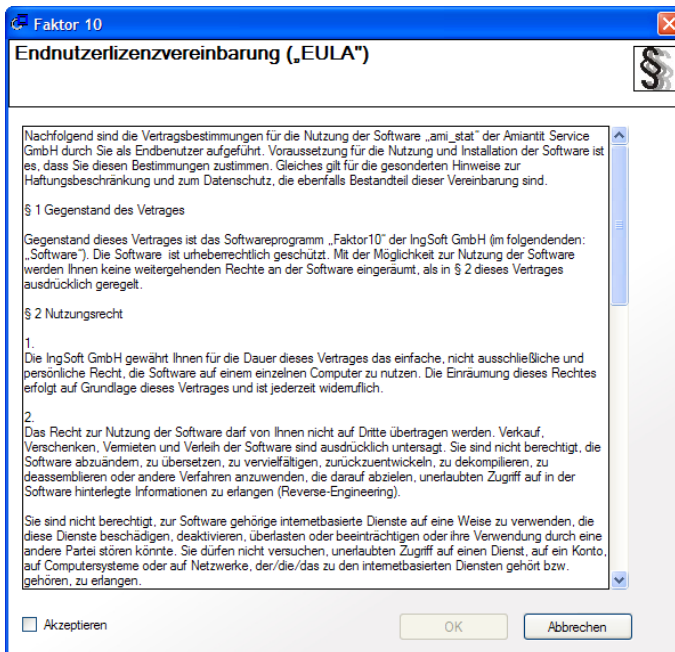 Faktor 10
Endnutzerlizenzvereinbarung („EULA")
Nachfolgend sind die Vertragsbestimmungen für die Nutzung der Software „ami_stat" der Amiantit Service
GmbH durch Sie als Endbenutzer aufgeführt. Voraussetzung für die Nutzung und Installation der Software ist
es, dass Sie diesen Bestimmungen zustimmen. Gleiches gilt für die gesonderten Hinweise zur
Haftungsbeschränkung und zum Datenschutz, die ebenfalls Bestandteil dieser Vereinbarung sind.
§ 1 Gegenstand des Vetrages
Gegenstand dieses Vertrages ist das Softwareprogramm „Faktor10" der IngSoft GmbH (im folgendenden:
„Software"). Die Software ist urheberrechtlich geschützt. Mit der Möglichkeit zur Nutzung der Software
werden Ihnen keine weitergehenden Rechte an der Software eingeräumt, als in § 2 dieses Vertrages
ausdrücklich geregelt.
§ 2 Nutzungsrecht
1.
Die IngSoft GmbH gewährt Ihnen für die Dauer dieses Vertrages das einfache, nicht ausschließliche und
persönliche Recht, die Software auf einem einzelnen Computer zu nutzen. Die Einräumung dieses Rechtes
erfolgt auf Grundlage dieses Vertrages und ist jederzeit widerruflich.
2.
Das Recht zur Nutzung der Software darf von Ihnen nicht auf Dritte übertragen werden. Verkauf,
Verschenken, Vermieten und Verleih der Software sind ausdrücklich untersagt. Sie sind nicht berechtigt, die
Software abzuändern, zu übersetzen, zu vervielfältigen, zurückzuentwickeln, zu dekompilieren, zu
deassemblieren oder andere Verfahren anzuwenden, die darauf abzielen, unerlaubten Zugriff auf in der
Software hinterlegte Informationen zu erlangen (Reverse-Engineering).
Sie sind nicht berechtigt, zur Software gehörige internetbasierte Dienste auf eine Weise zu verwenden, die
diese Dienste beschädigen, deaktivieren, überlasten oder beeinträchtigen oder ihre Verwendung durch eine
andere Partei stören könnte. Sie dürfen nicht versuchen, unerlaubten Zugriff auf einen Dienst, auf ein Konto,
auf Computersysteme oder auf Netzwerke, der/die/das zu den internetbasierten Diensten gehört bzw.
gehören, zu erlangen.
Akzeptieren
OK
Abbrechen